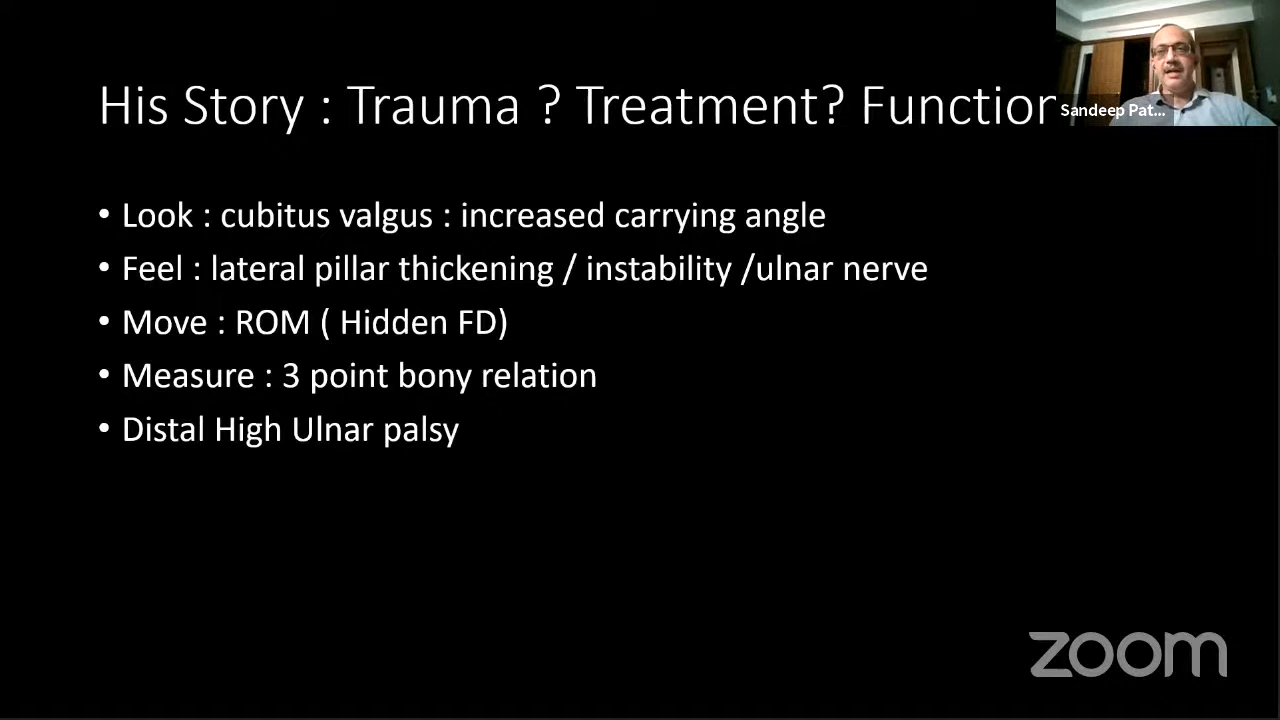 His Story : Trauma ? Treatment? Function
Sandeep Pat...
• Look : cubitus valgus : increased carrying angle
• Feel : lateral pillar thickening / instability /ulnar nerve
• Move : ROM ( Hidden FD)
• Measure : 3 point bony relation
• Distal High Ulnar palsy
zoom